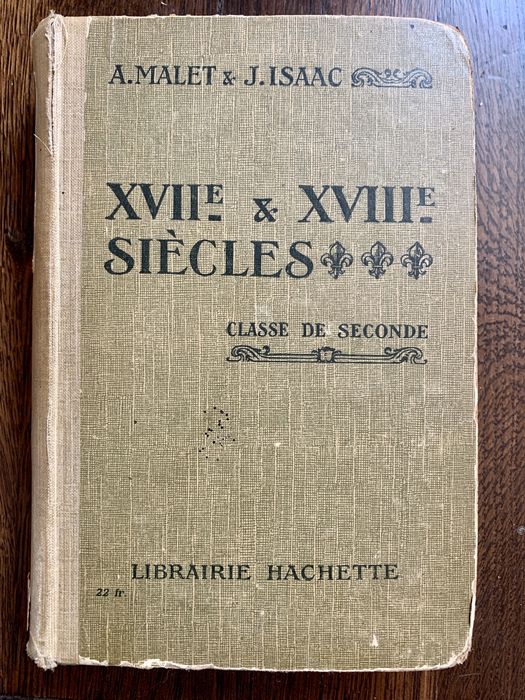 A. MALET & J. ISAAC
XVIIE & XVIIIE
SIÈCLES
CLASSE DE SECONDE
LIBRAIRIE HACHETTE
22 fr.